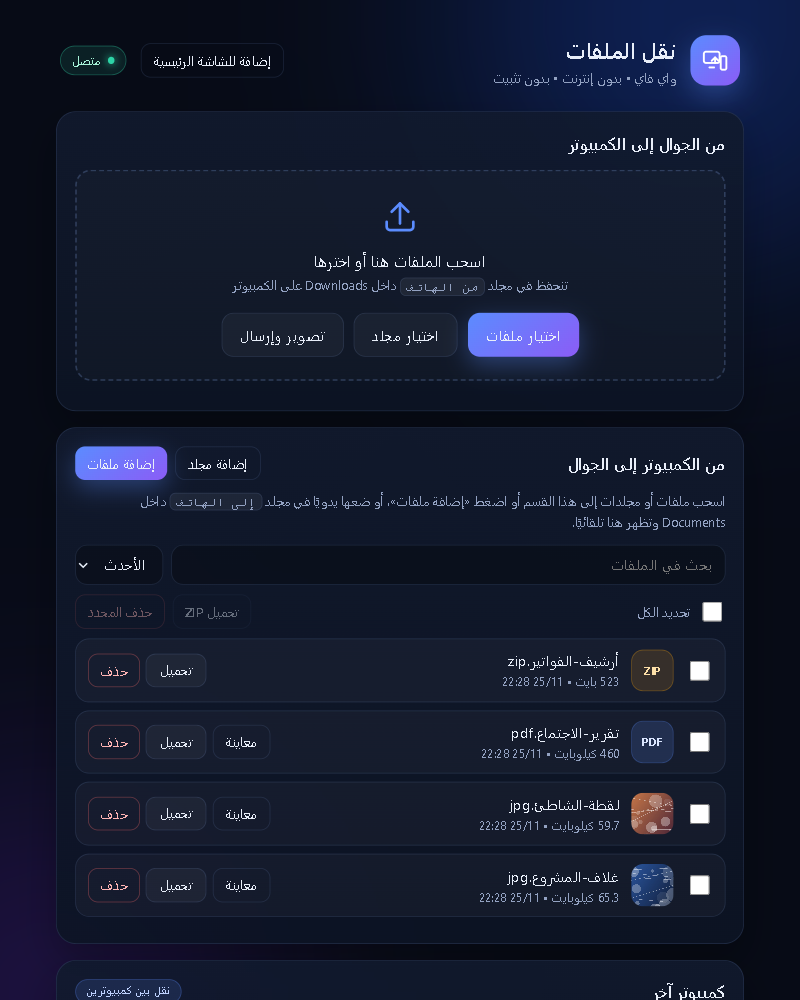 نقل الملفات
واي فاي • بدون إنترنت • بدون تثبيت
إضافة للشاشة الرئيسية
متصل
من الجوال إلى الكمبيوتر
اسحب الملفات هنا أو اخترها
تنحفظ في مجلد من الهاتف داخل Downloads على الكمبيوتر
اختيار ملفات
اختيار مجلد
تصوير وإرسال
من الكمبيوتر إلى الجوال
إضافة مجلد
إضافة ملفات
اسحب ملفات أو مجلدات إلى هذا القسم أو اضغط «إضافة ملفات»، أو ضعها يدويًا في مجلد إلى الهاتف داخل
Documents وتظهر هنا تلقائيًا.
بحث في الملفات
الأحدث
تحديد الكل
تحميل ZIP
حذف المحدد
ZIP
أرشيف-الفواتير.zip
523 بايت • 25/11 22:28
تحميل
حذف
PDF
تقرير-الاجتماع.pdf
460 كيلوبايت • 25/11 22:28
معاينة
تحميل
حذف
لقطة-الشاطئ.jpg
59.7 كيلوبايت • 25/11 22:28
معاينة
تحميل
حذف
غلاف-المشروع.jpg
65.3 كيلوبايت • 25/11 22:28
معاينة
تحميل
حذف
كمبيوتر آخر
نقل بين كمبيوترين